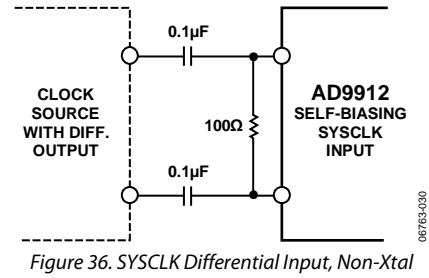 0.1µF
CLOCK
SOURCE
WITH DIFF.
OUTPUT
100Ω
AD9912
SELF-BIASING
SYSCLK
INPUT
0.1µF
06763-030
Figure 36. SYSCLK Differential Input, Non-Xtal